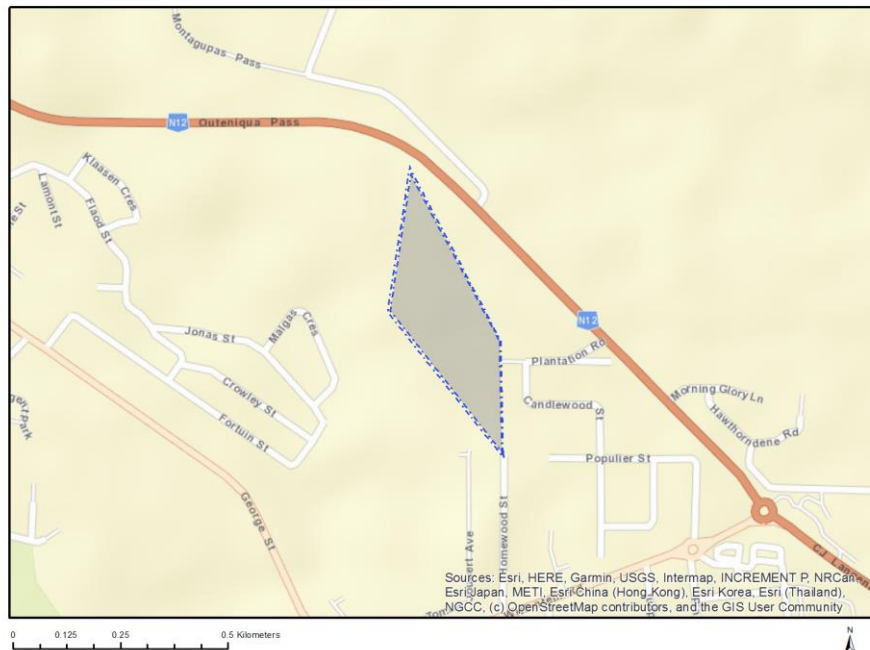 Montagupas Pass
N12
Outeniqua Pass
Klaasen Cres
Lamont St
Flaod St
Jonas St
Malgas Cres
N12
Plantation Rd
Candlewood St
Morning Glory Ln
Hawthorndene Rd
Crowley St
Fortuin St
Populier St
George St
Homewood St
Sources: Esri, HERE, Garmin, USGS, Intermap, INCREMENT P, NRCan,
Esri Japan, METI, Esri China (Hong Kong), Esri Korea, Esri (Thailand),
NGCC, (c) OpenStreetMap contributors, and the GIS User Community
0 0.125 0.25 0.5 Kilometers
N